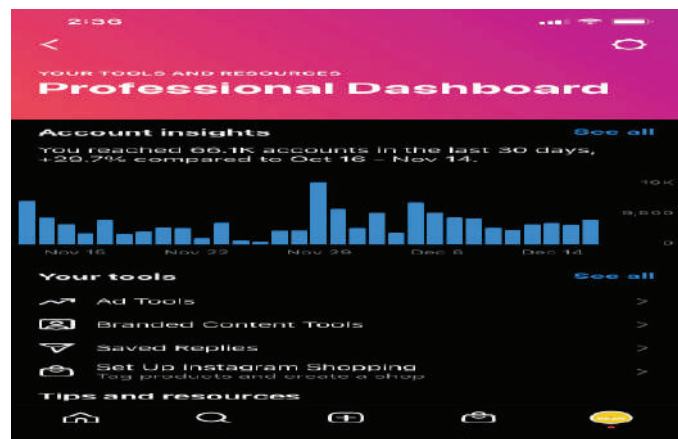 2:36
YOUR TOOLS AND RESOURCES
Professional Dashboard
Account insights See all
You reached 66.1K accounts in the last 30 days,
+29.7% compared to Oct 16 - Nov 14.
10K
5,500
0
Nov 16 Nov 22 Nov 29 Dec 6 Dec 14
Your tools See all
Ad Tools
Branded Content Tools
Saved Replies
Set Up Instagram Shopping
Tag products and create a shop
Tips and resources